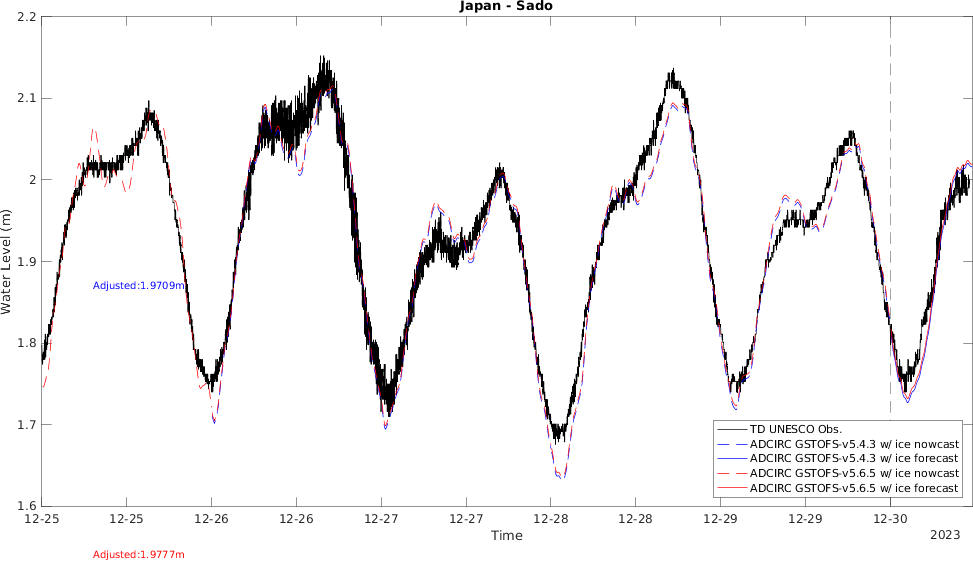 Japan - Sado
2.2
2.1
2
1.9
1.8
1.7
1.6
Water Level (m)
Adjusted:1.9709m
TD UNESCO Obs.
ADCIRC GSTOFS-v5.4.3 w/ ice nowcast
ADCIRC GSTOFS-v5.4.3 w/ ice forecast
ADCIRC GSTOFS-v5.6.5 w/ ice nowcast
ADCIRC GSTOFS-v5.6.5 w/ ice forecast
12-25 12-25 12-26 12-26 12-27 12-27 12-28 12-28 12-29 12-29 12-30
Time
2023
Adjusted:1.9777m